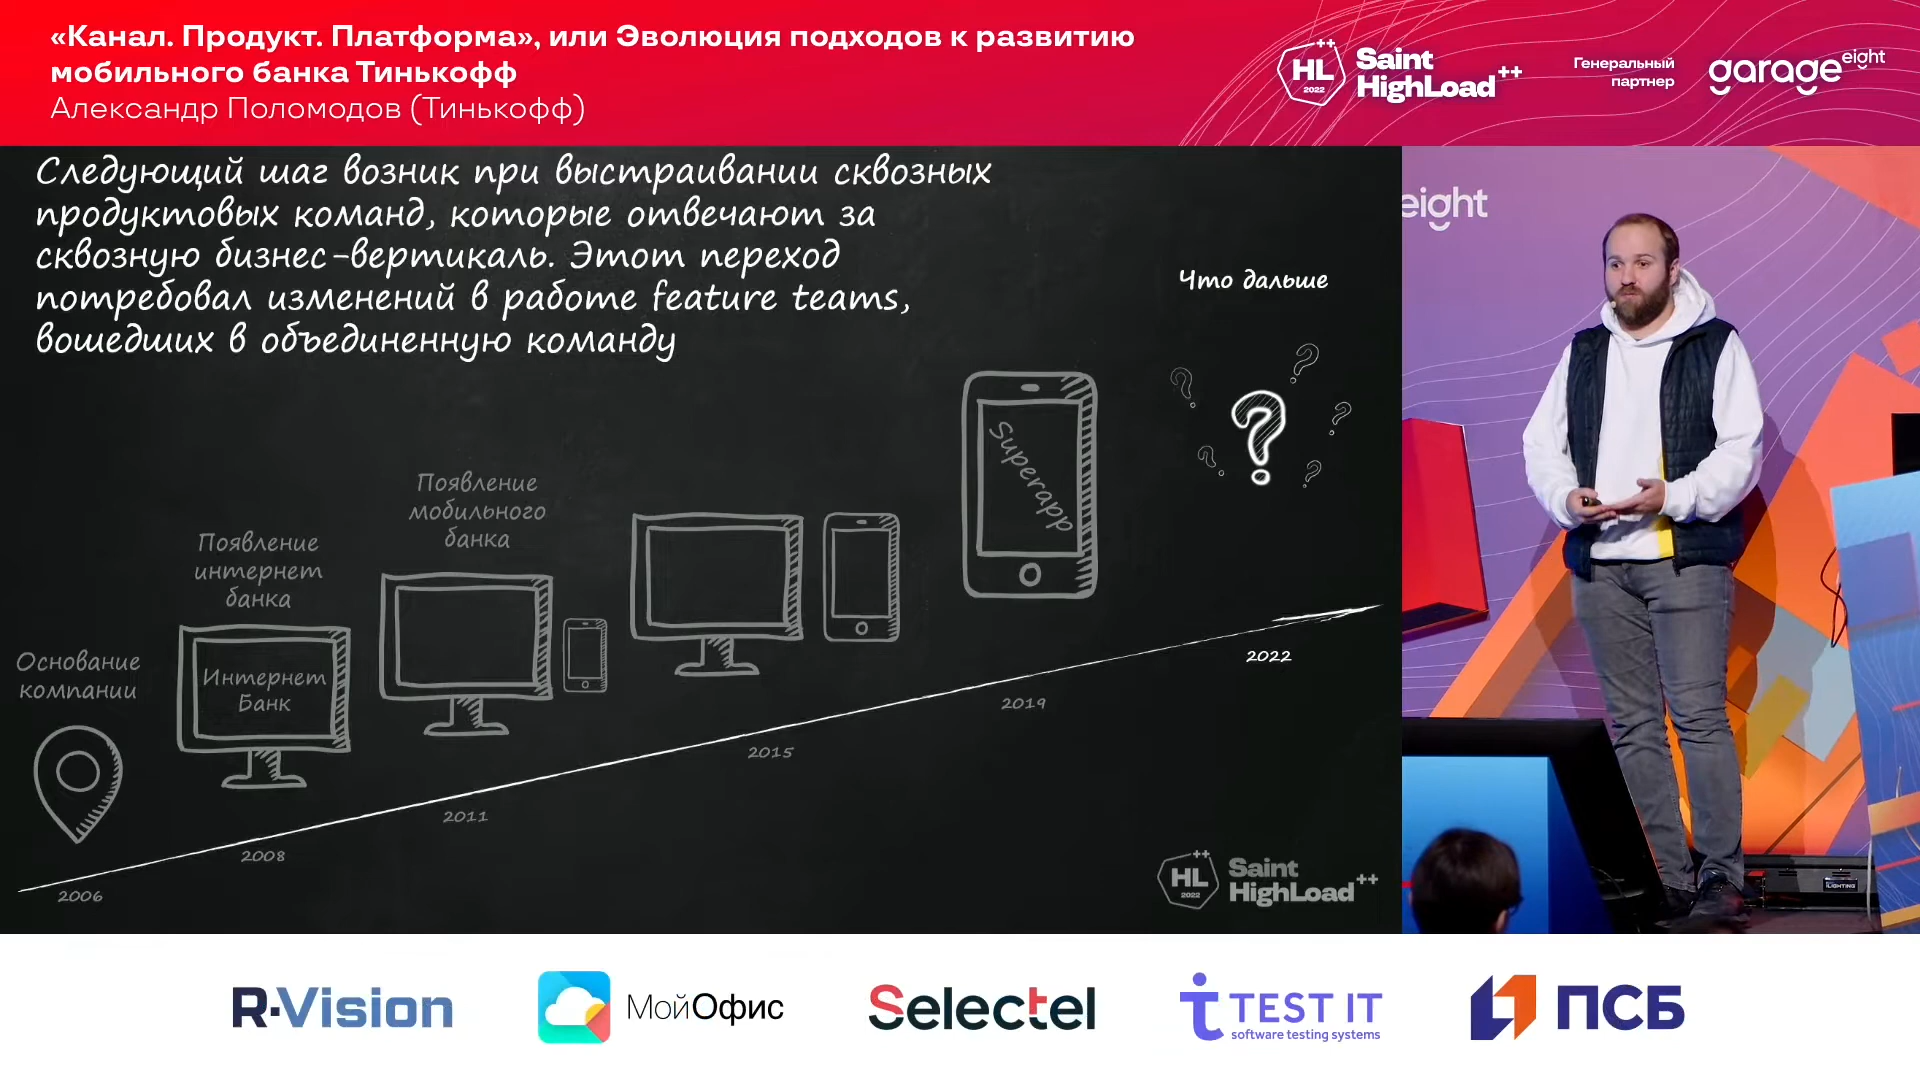 «Канал. Продукт. Платформа», или Эволюция подходов к развитию
мобильного банка Тинькофф
Александр Поломодов (Тинькофф)
++
HL
2022
Saint
HighLoad++
Генеральный
партнер
garage eight
Следующий шаг возник при выстраивании сквозных
продуктовых команд, которые отвечают за
сквозную бизнес-вертикаль. Этот переход
потребовал изменений в работе feature teams,
вошедших в объединенную команду
Что дальше
Superapp
Появление
мобильного
банка
Появление
интернет
банка
Основание
компании
Интернет
Банк
2006
2008
2011
2015
2019
2022
++
HL
2022
Saint
HighLoad++
eight
LIGHTING
R·Vision
МойОфис
Selectel
TEST IT
software testing systems
ПСБ